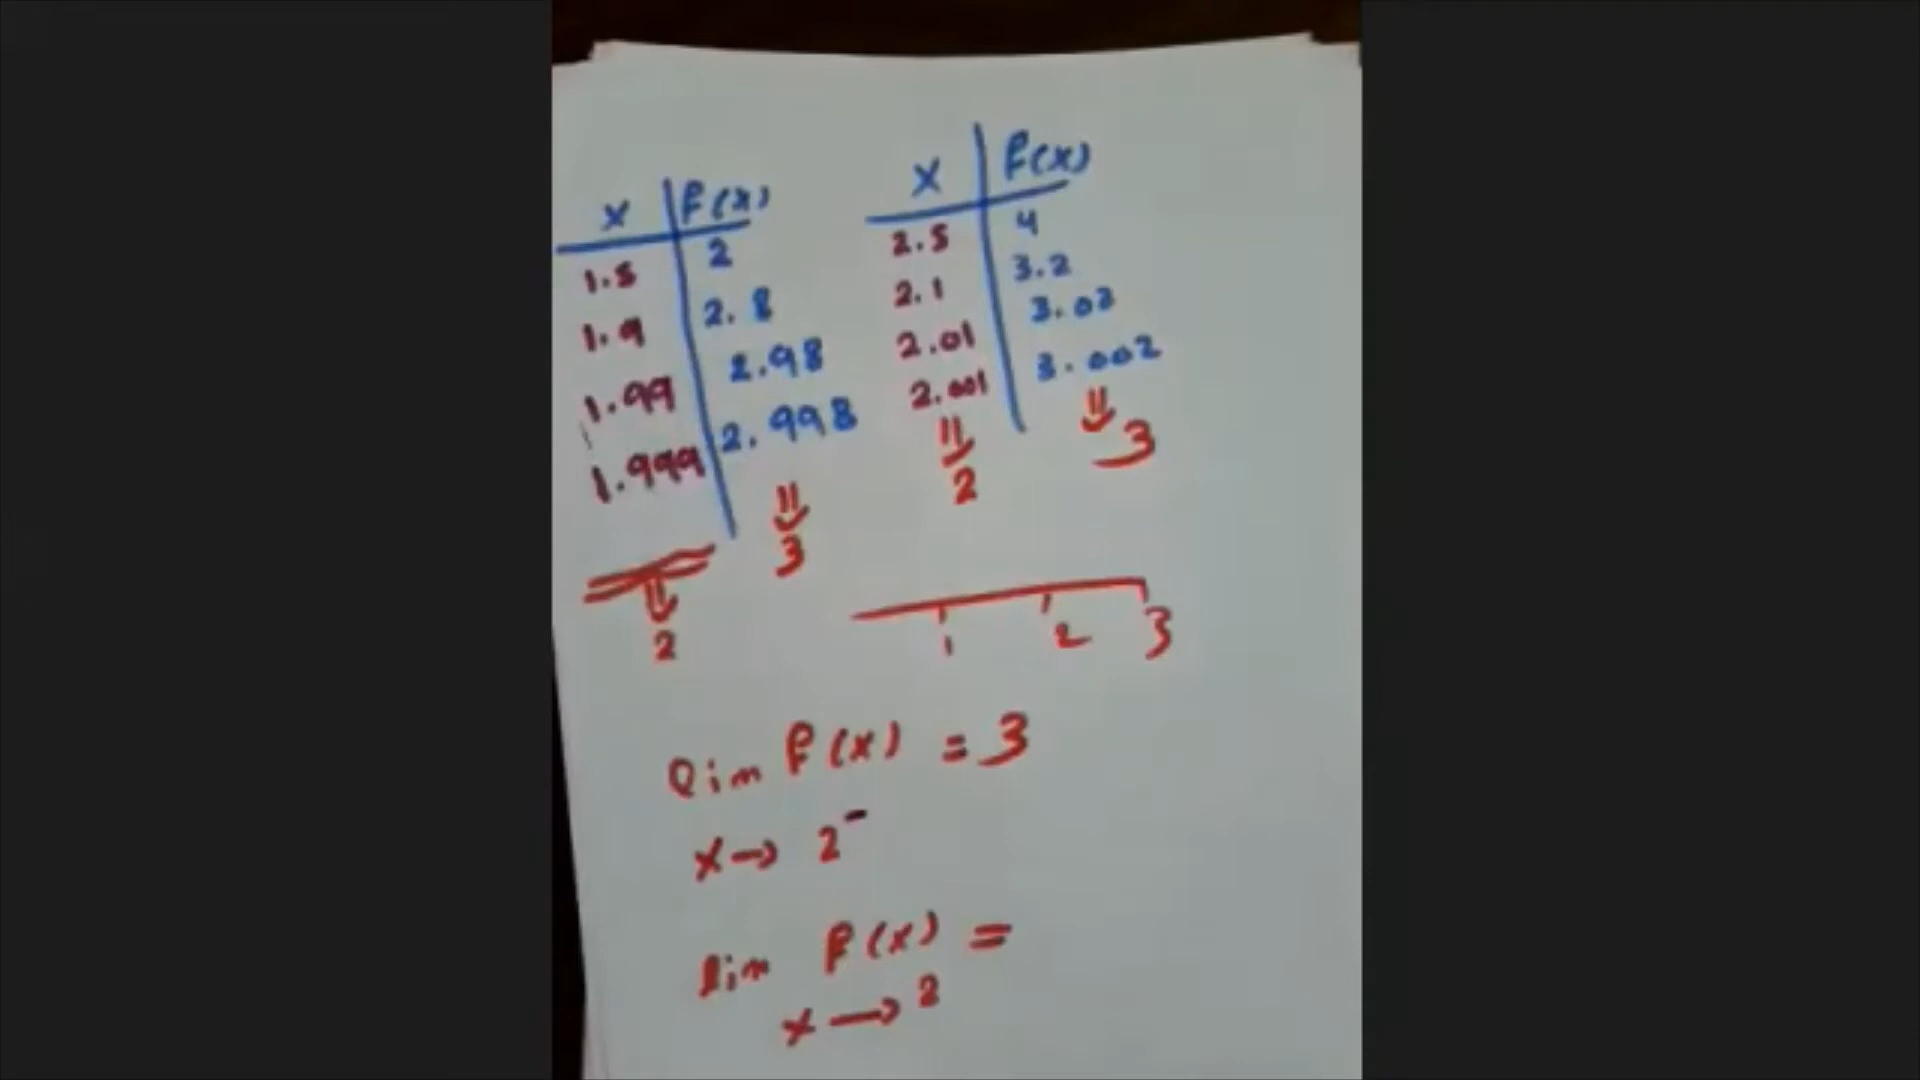 x F(x)
1.5 2
1.9 2.8
1.99 2.98
1.999 2.998
3
2
x F(x)
2.5 4
2.1 3.2
2.01 3.02
2.001 3.002
2 3
1 2 3
lim F(x) = 3
x → 2⁻
lim F(x) =
x → 2